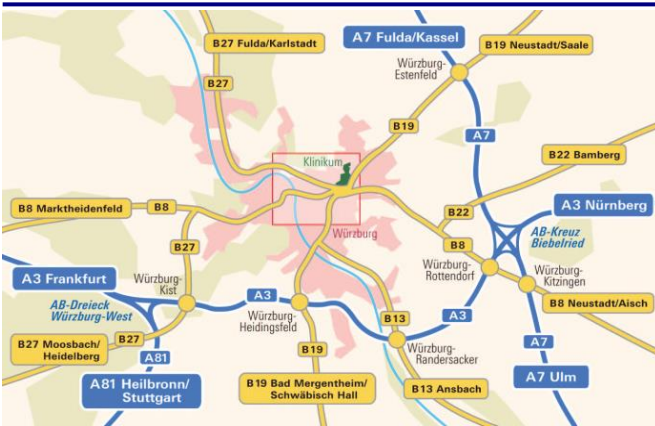 B27 Fulda/Karlstadt
A7 Fulda/Kassel
B19 Neustadt/Saale
Würzburg-
Estenfeld
B27
B19
A7
B22 Bamberg
Klinikum
B8 Marktheidenfeld
B8
B22
A3 Nürnberg
Würzburg
AB-Kreuz
Biebelried
B27
B8
A3 Frankfurt
Würzburg-
Kist
Würzburg-
Rottendorf
Würzburg-
Kitzingen
AB-Dreieck
Würzburg-West
A3
B8 Neustadt/Aisch
Würzburg-
Heidingsfeld
B13
A3
B27 Moosbach/
Heidelberg
B27
A81
B19
Würzburg-
Randersacker
A7
A81 Heilbronn/
Stuttgart
B19 Bad Mergentheim/
Schwäbisch Hall
B13 Ansbach
A7 Ulm